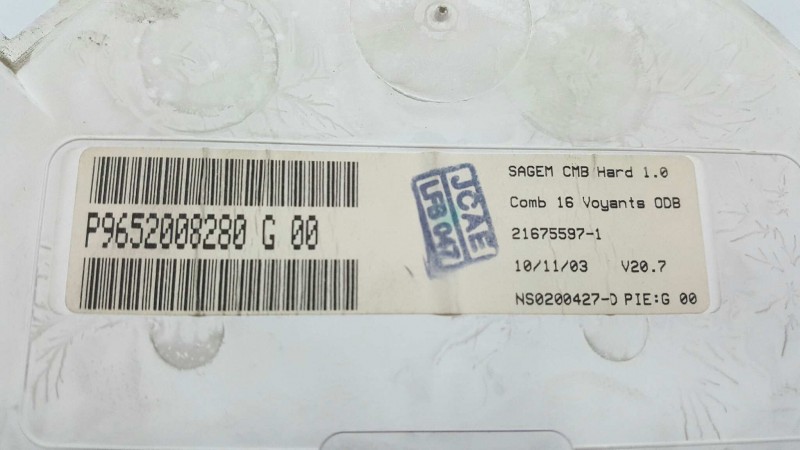 P9652008280 G 00
JCAE
LFB 047
SAGEM CMB Hard 1.0
Comb 16 Voyants ODB
21675597-1
10/11/03 V20.7
NS0200427-D PIE:G 00